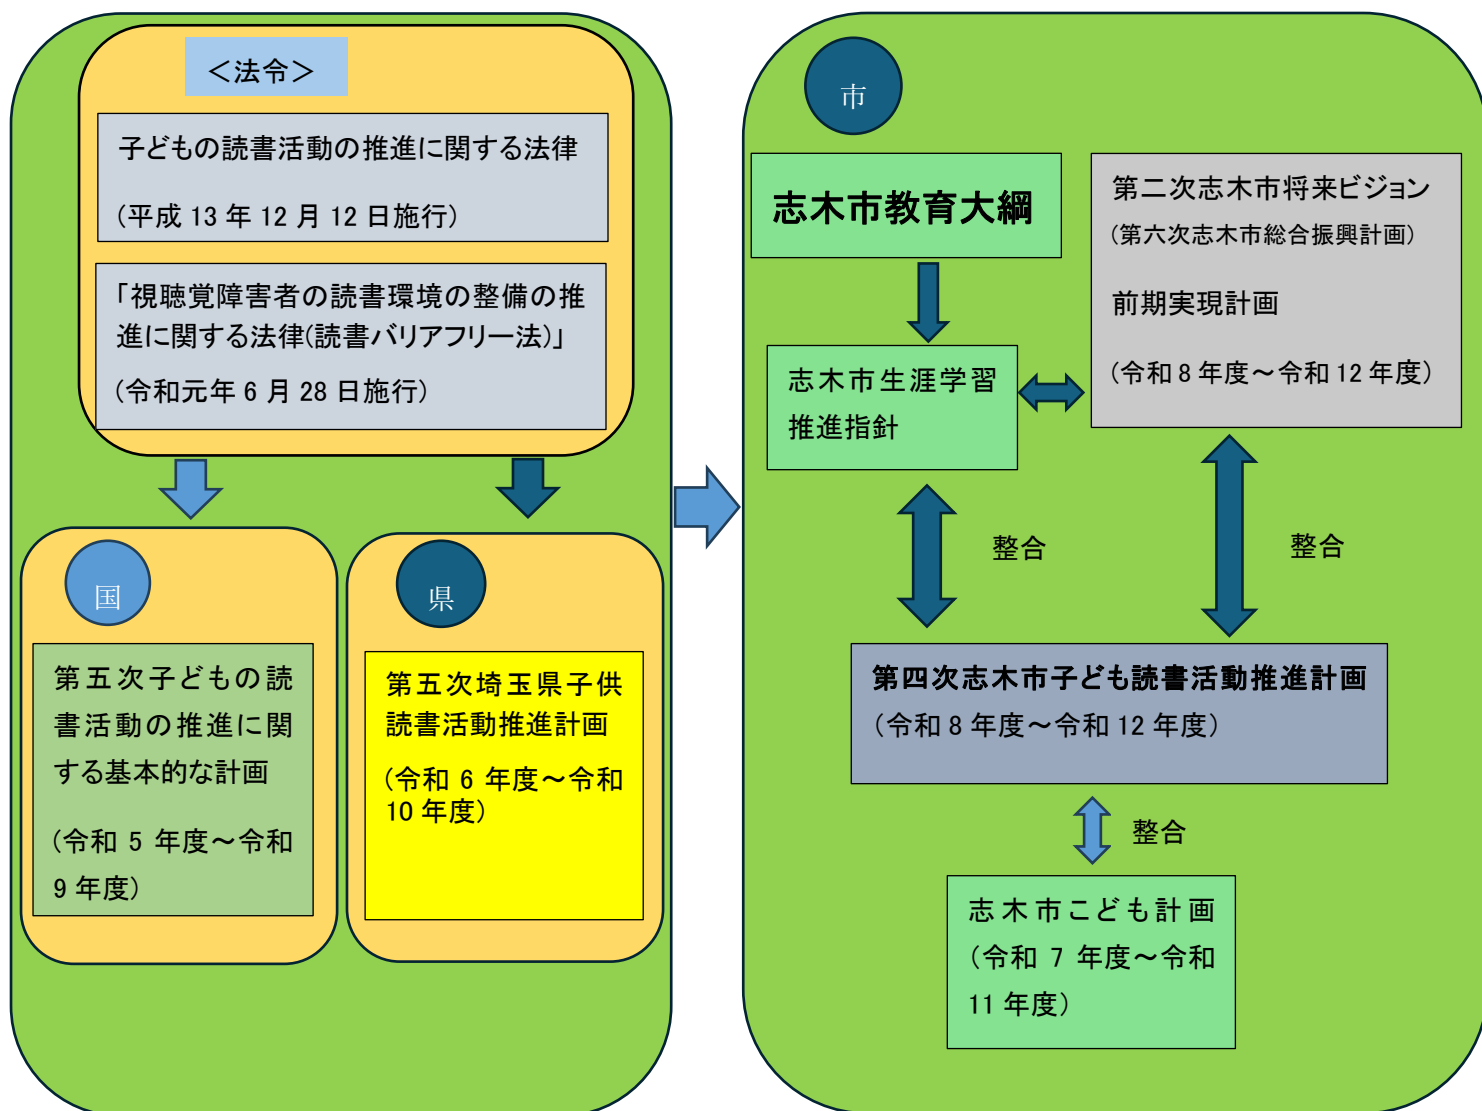 ＜法令＞
子どもの読書活動の推進に関する法律
（平成 13 年 12 月 12 日施行）
「視聴覚障害者の読書環境の整備の推
進に関する法律(読書バリアフリー法)」
（令和元年 6 月 28 日施行）
国
第五次子どもの読
書活動の推進に関
する基本的な計画
（令和 5 年度～令和
9 年度）
県
第五次埼玉県子供
読書活動推進計画
（令和 6 年度～令和
10 年度）
市
志木市教育大綱
第二次志木市将来ビジョン
（第六次志木市総合振興計画）
前期実現計画
（令和 8 年度～令和 12 年度）
志木市生涯学習
推進指針
整合
整合
第四次志木市子ども読書活動推進計画
（令和 8 年度～令和 12 年度）
整合
志木市こども計画
（令和 7 年度～令和
11 年度）